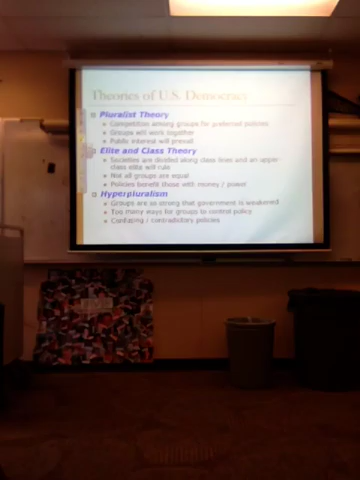 Theories of U.S. Democracy
Pluralist Theory
Competition among groups for preferred policies
Groups will work together
Public interest will prevail
Elite and Class Theory
Societies are divided along class lines and an upper
class elite will rule
Not all groups are equal
Policies benefit those with money / power
Hyperpluralism
Groups are so strong that government is weakened
Too many ways for groups to control policy
Confusing / contradictory policies